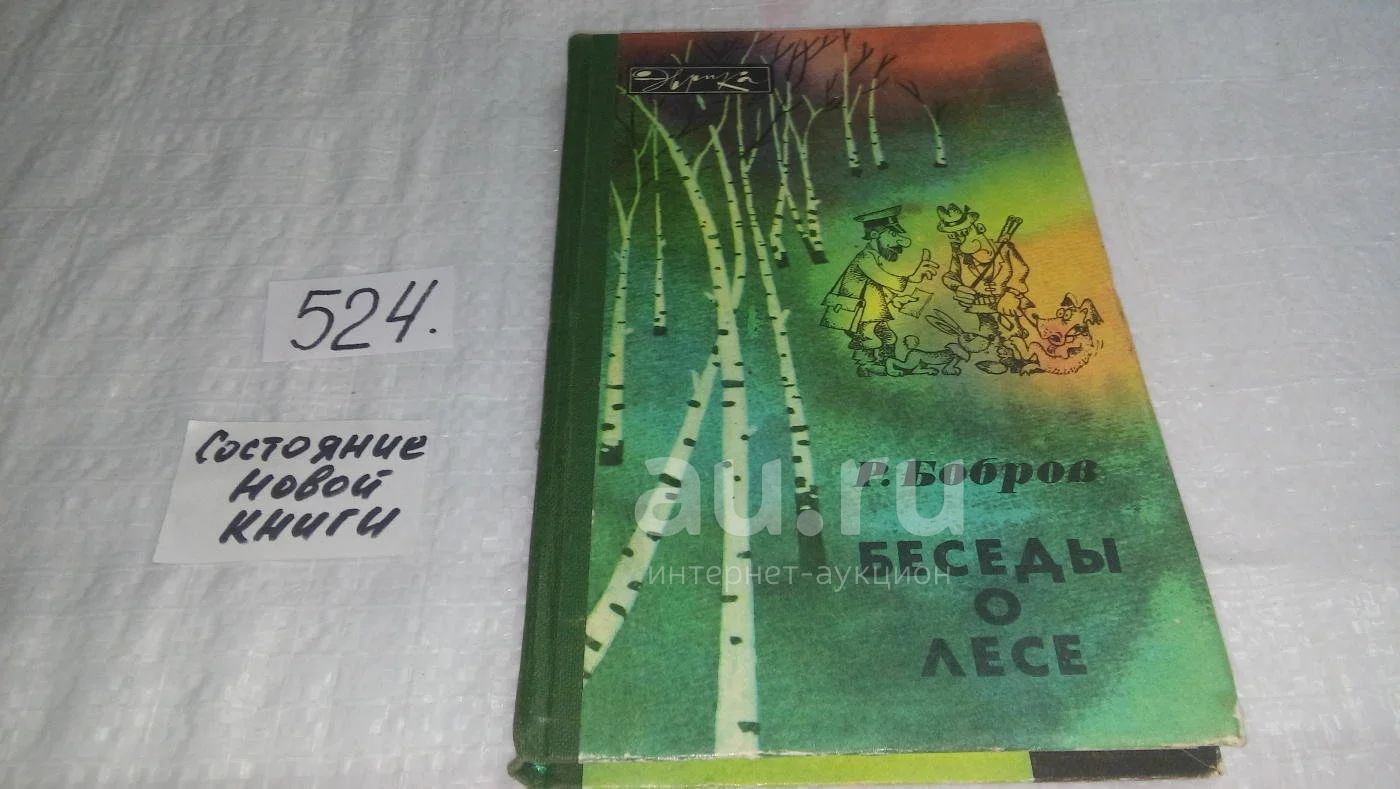 Эврика
524.
Состояние
новой
книги
Р. Бобров
au.ru
интернет-аукцион
БЕСЕДЫ
О
ЛЕСЕ